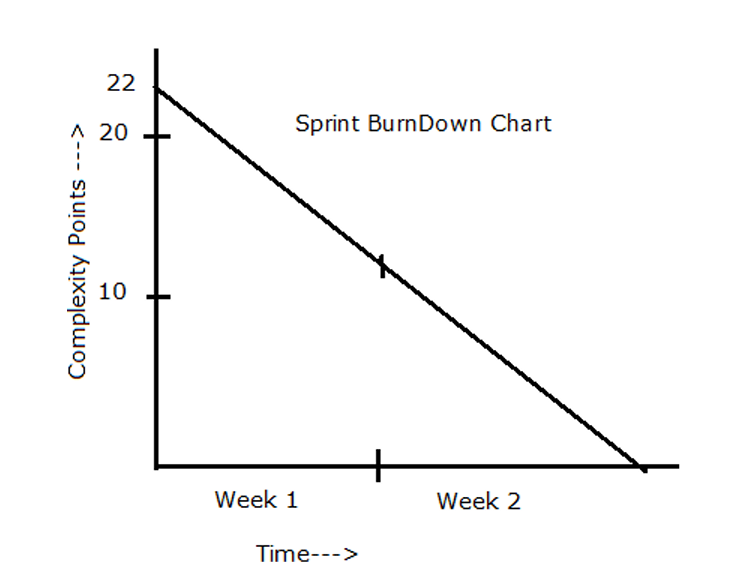 22
Sprint BurnDown Chart
20
Complexity Points --->
10
Week 1
Week 2
Time--->